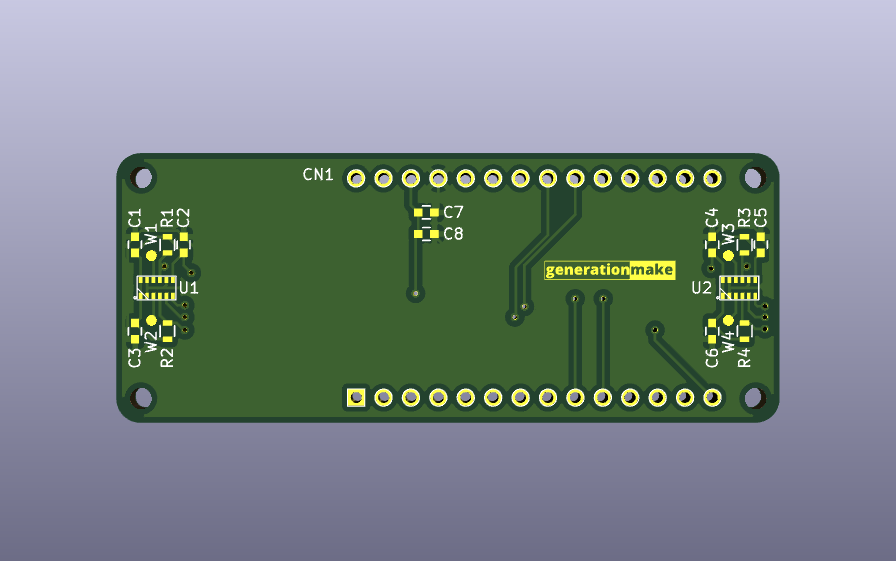 CN1
C1
W1
R1
C2
C7
C8
C4
W3
R3
C5
generationmake
U1
U2
C3
W2
R2
C6
W4
R4